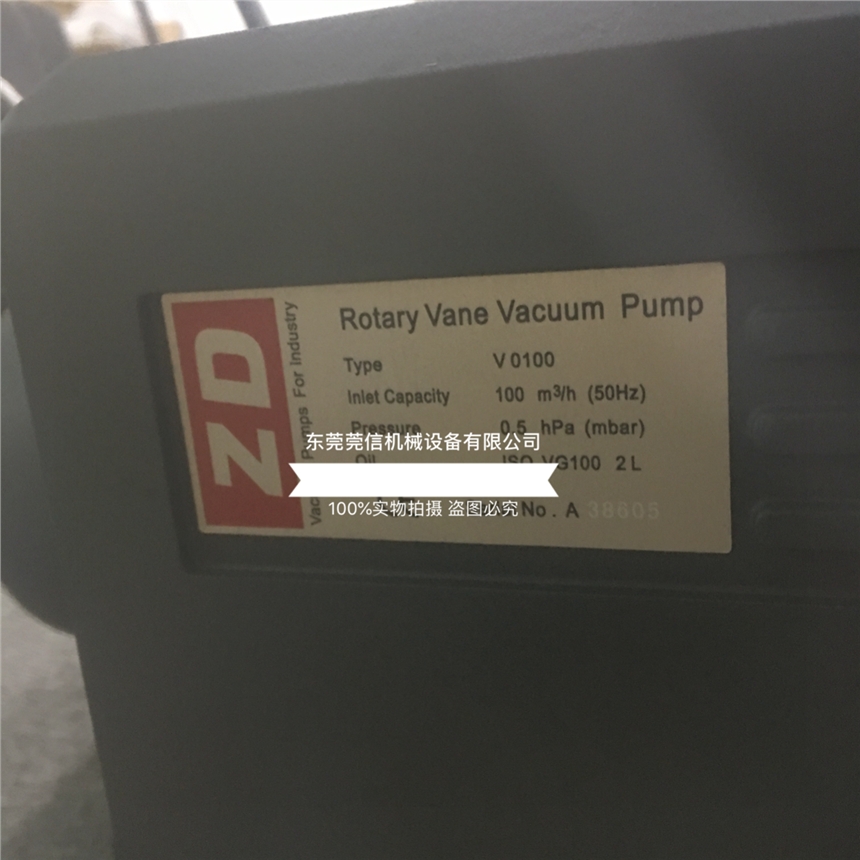 ZD
Vacuum Pumps For Industry
Rotary Vane Vacuum Pump
Type V 0100
Inlet Capacity 100 m³/h (50Hz)
Pressure 0.5 hPa (mbar)
东莞莞信机械设备有限公司
Oil ISO VG100 2L
100%实物拍摄 盗图必究
No. A 38605